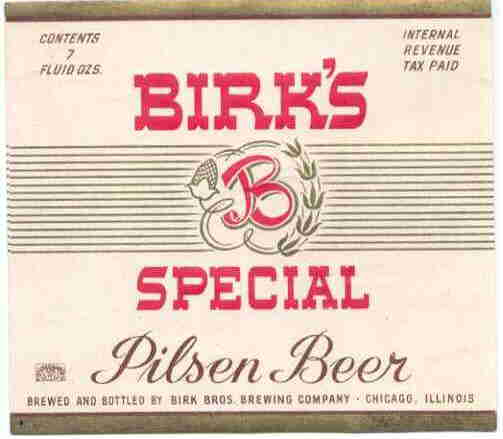 CONTENTS
7
FLUID OZS.
INTERNAL
REVENUE
TAX PAID
BIRK'S
B
SPECIAL
Pilsen Beer
BREWED AND BOTTLED BY BIRK BROS. BREWING COMPANY · CHICAGO, ILLINOIS